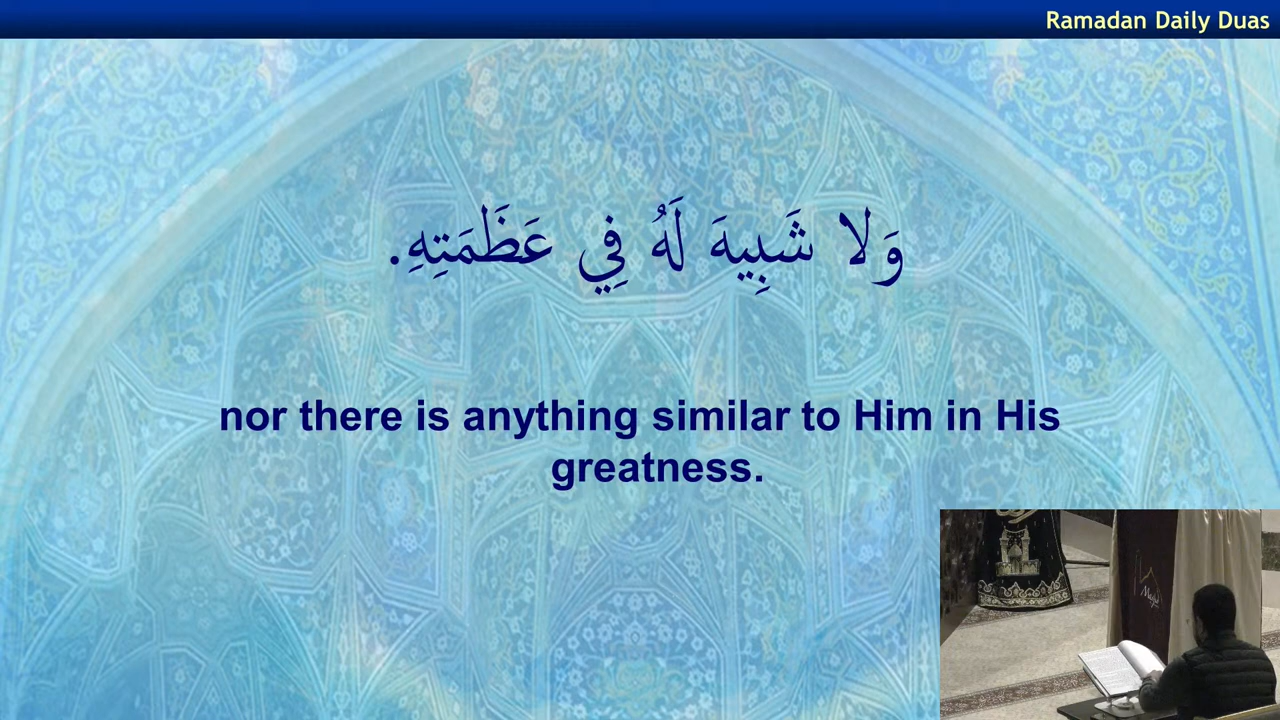 Ramadan Daily Duas
وَلا شَبِيهَ لَهُ فِي عَظَمَتِهِ.
nor there is anything similar to Him in His
greatness.